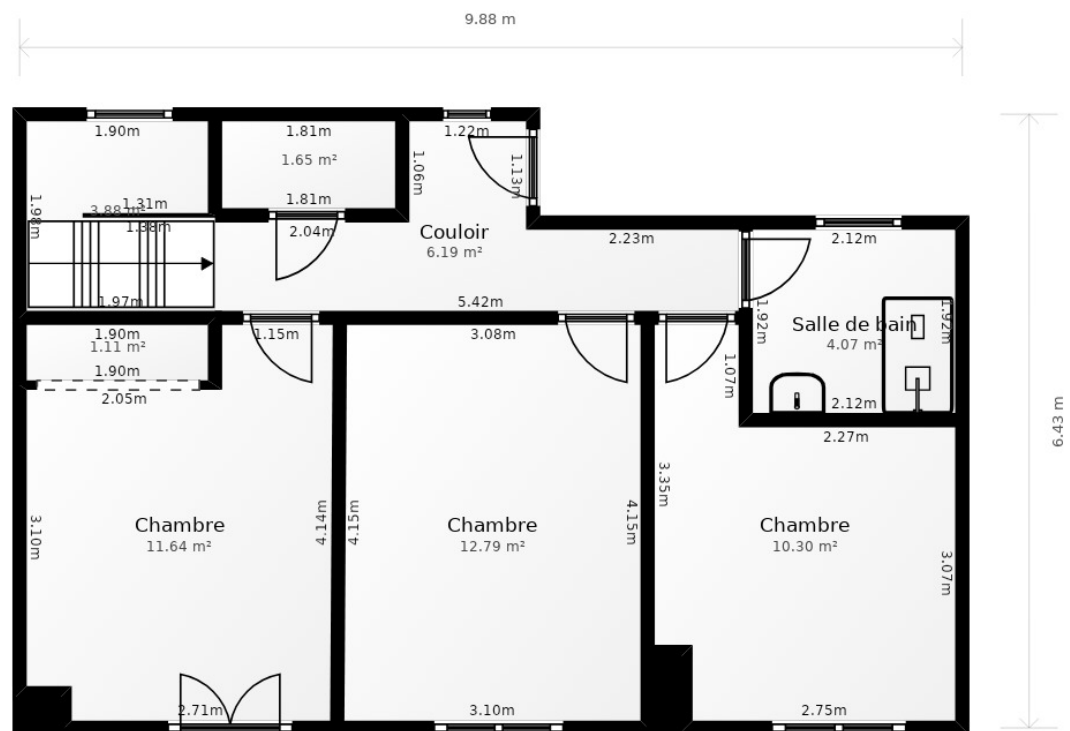 9.88 m
1.90m
1.81m
1.22m
1.65 m²
1.06m
1.13m
1.98m
1.81m
1.31m
3.88 m²
1.38m
2.04m
Couloir
6.19 m²
2.23m
2.12m
1.97m
5.42m
1.92m
Salle de bain
4.07 m²
1.92m
1.90m
1.11 m²
1.15m
3.08m
1.07m
1.90m
2.05m
2.12m
2.27m
6.43 m
3.10m
Chambre
11.64 m²
4.14m
4.15m
Chambre
12.79 m²
4.15m
3.35m
Chambre
10.30 m²
3.07m
2.71m
3.10m
2.75m